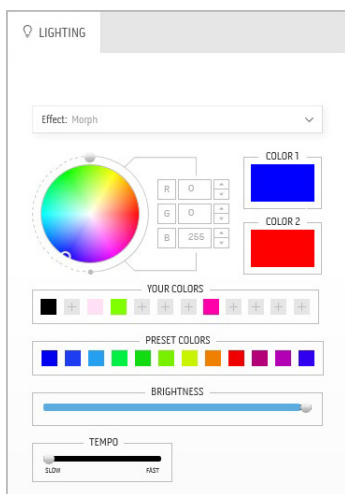 LIGHTING
Effect: Morph
COLOR 1
R 0
G 0
B 255
COLOR 2
YOUR COLORS
PRESET COLORS
BRIGHTNESS
TEMPO
SLOW FAST